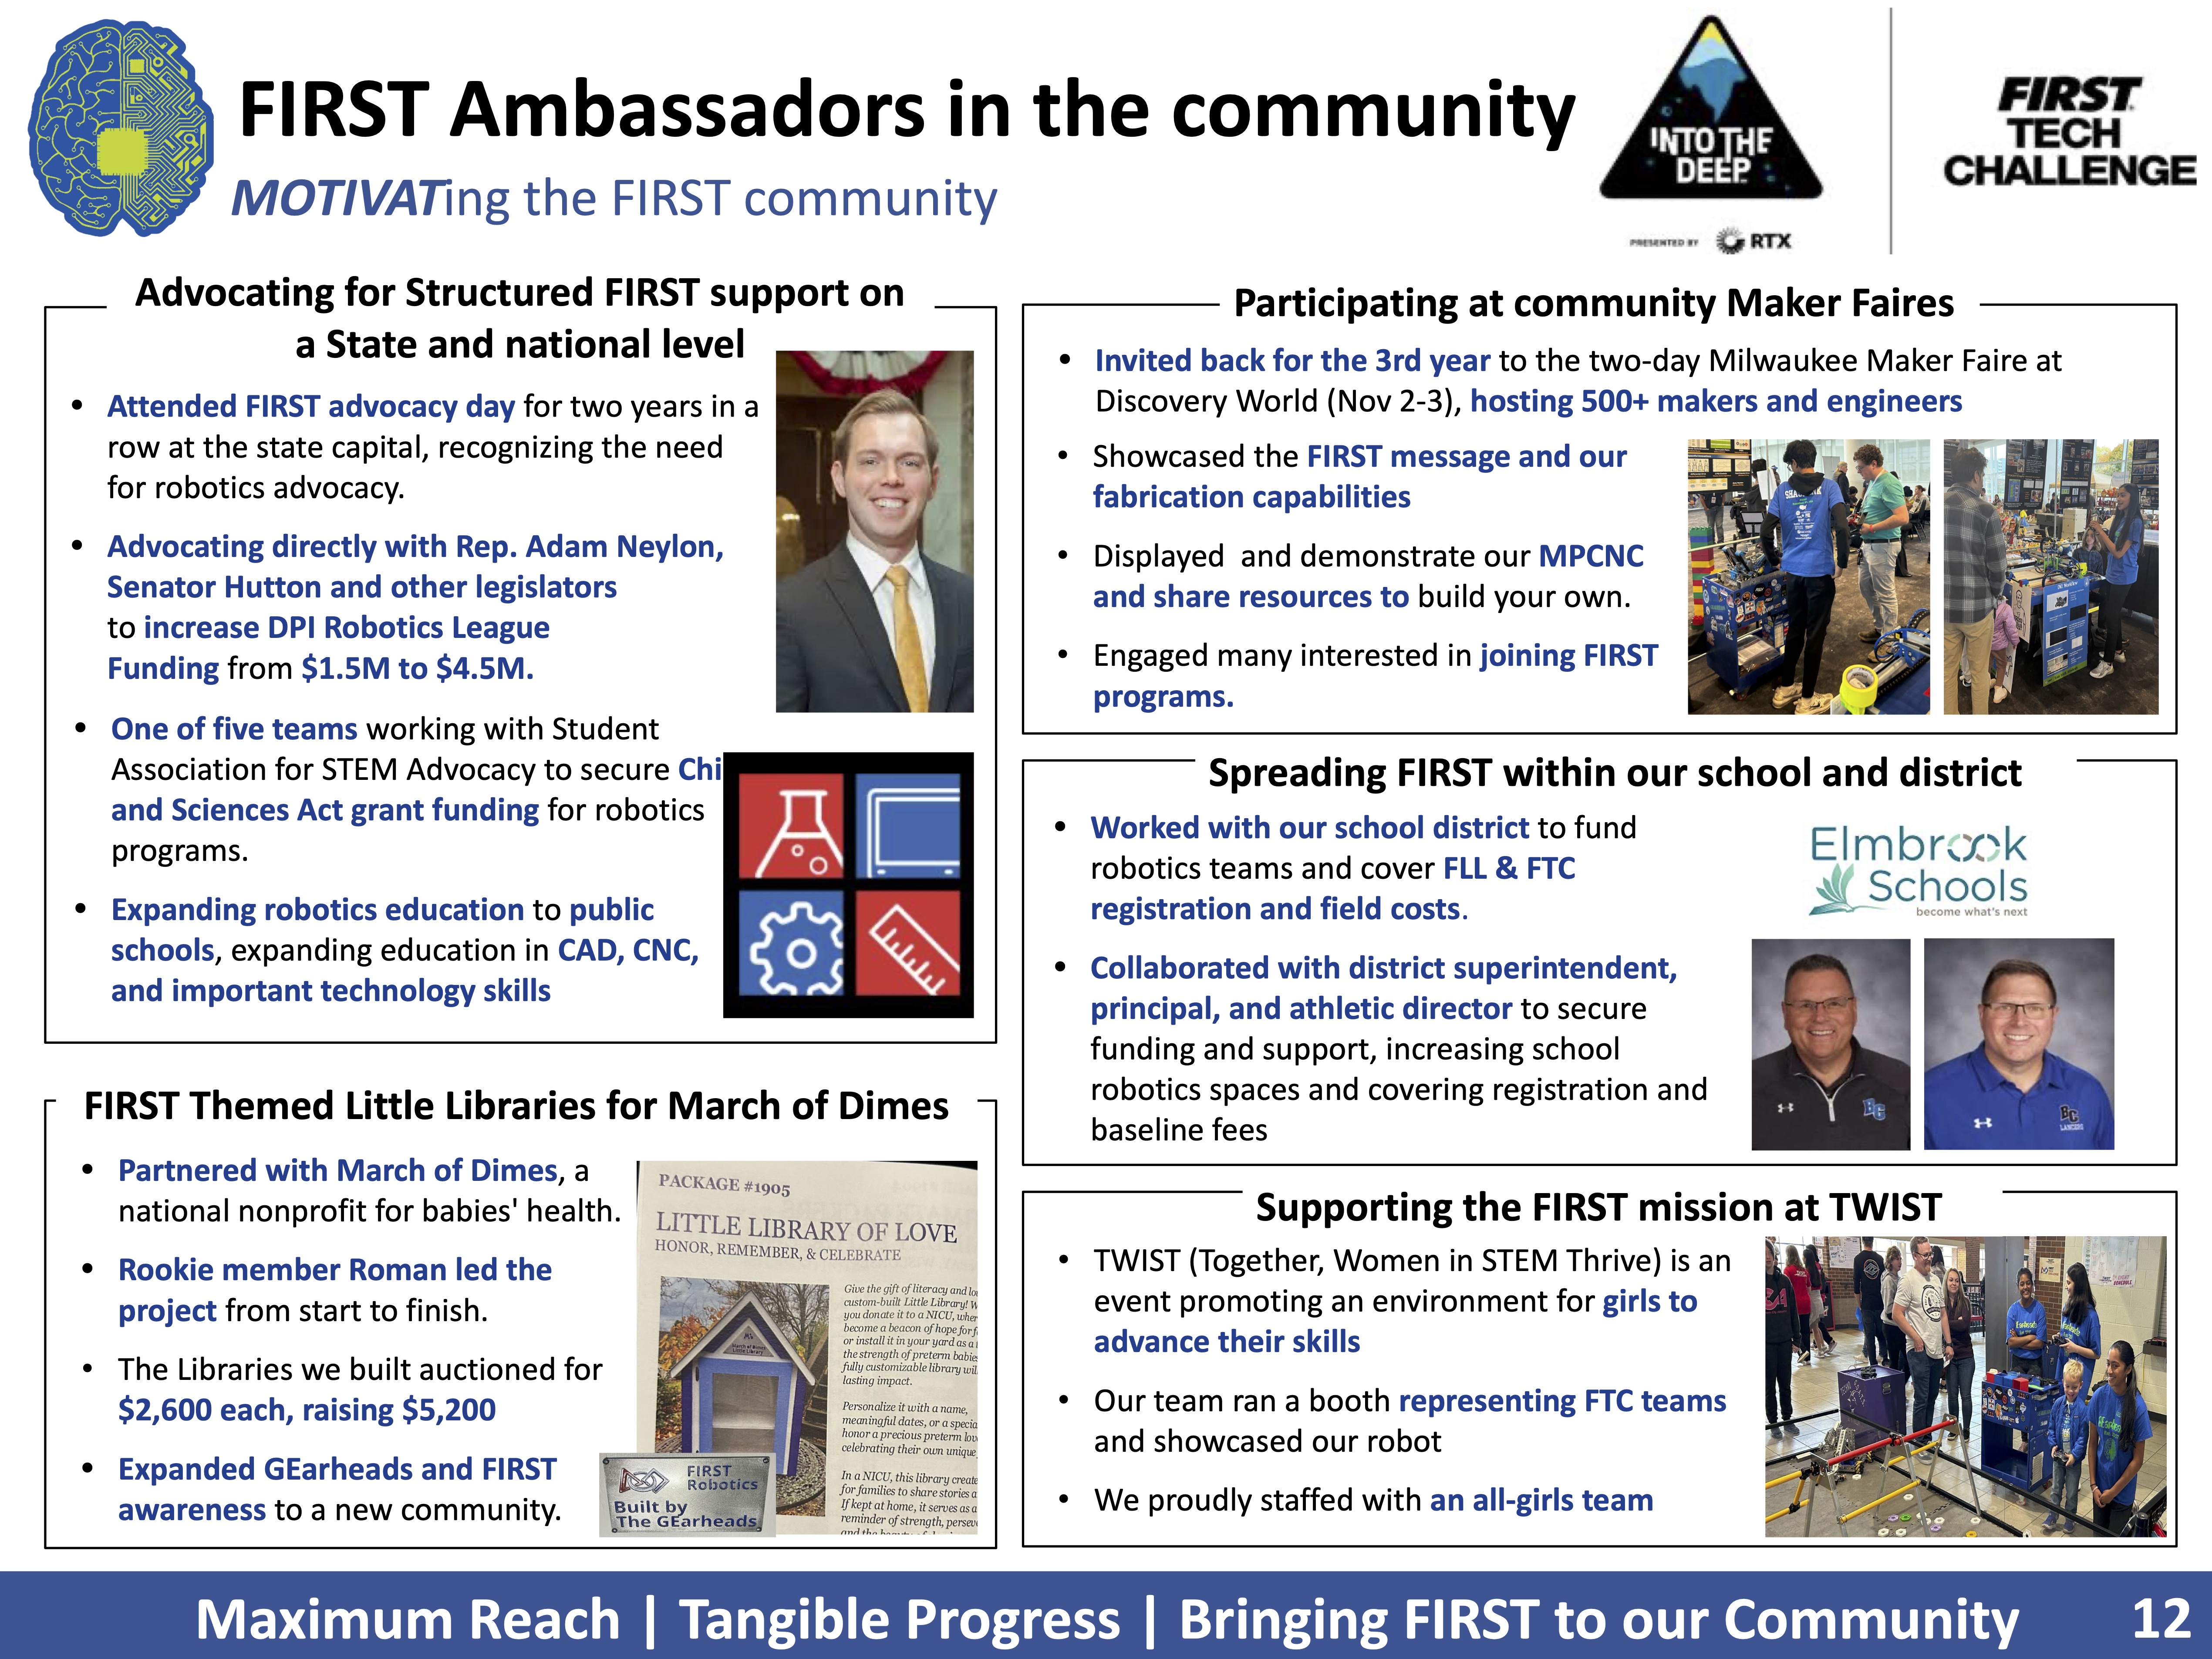 FIRST Ambassadors in the community
MOTIVATing the FIRST community
INTO THE
DEEP
PRESENTED BY RTX
FIRST
TECH
CHALLENGE
Advocating for Structured FIRST support on
a State and national level
• Attended FIRST advocacy day for two years in a
row at the state capital, recognizing the need
for robotics advocacy.
• Advocating directly with Rep. Adam Neylon,
Senator Hutton and other legislators
to increase DPI Robotics League
Funding from $1.5M to $4.5M.
• One of five teams working with Student
Association for STEM Advocacy to secure Chi
and Sciences Act grant funding for robotics
programs.
• Expanding robotics education to public
schools, expanding education in CAD, CNC,
and important technology skills
FIRST Themed Little Libraries for March of Dimes
• Partnered with March of Dimes, a
national nonprofit for babies' health.
• Rookie member Roman led the
project from start to finish.
• The Libraries we built auctioned for
$2,600 each, raising $5,200
• Expanded GEarheads and FIRST
awareness to a new community.
PACKAGE #1905
LITTLE LIBRARY OF LOVE
HONOR, REMEMBER, & CELEBRATE
Give the gift of literacy and lo
custom-built Little Library! W
you donate it to a NICU, wher
become a beacon of hope for f
or install it in your yard as a
the strength of preterm babie
fully customizable library wil
lasting impact.
Personalize it with a name,
meaningful dates, or a specia
honor a precious preterm lov
celebrating their own unique
In a NICU, this library create
for families to share stories a
If kept at home, it serves as a
reminder of strength, persev
and the
March of Dimes
Little Library
FIRST
Robotics
Built by
The GEarheads
Participating at community Maker Faires
• Invited back for the 3rd year to the two-day Milwaukee Maker Faire at
Discovery World (Nov 2-3), hosting 500+ makers and engineers
• Showcased the FIRST message and our
fabrication capabilities
• Displayed and demonstrate our MPCNC
and share resources to build your own.
• Engaged many interested in joining FIRST
programs.
Spreading FIRST within our school and district
• Worked with our school district to fund
robotics teams and cover FLL & FTC
registration and field costs.
• Collaborated with district superintendent,
principal, and athletic director to secure
funding and support, increasing school
robotics spaces and covering registration and
baseline fees
Elmbrook
Schools
become what's next
BC
BC
LANCERS
Supporting the FIRST mission at TWIST
• TWIST (Together, Women in STEM Thrive) is an
event promoting an environment for girls to
advance their skills
• Our team ran a booth representing FTC teams
and showcased our robot
• We proudly staffed with an all-girls team
Maximum Reach | Tangible Progress | Bringing FIRST to our Community
12